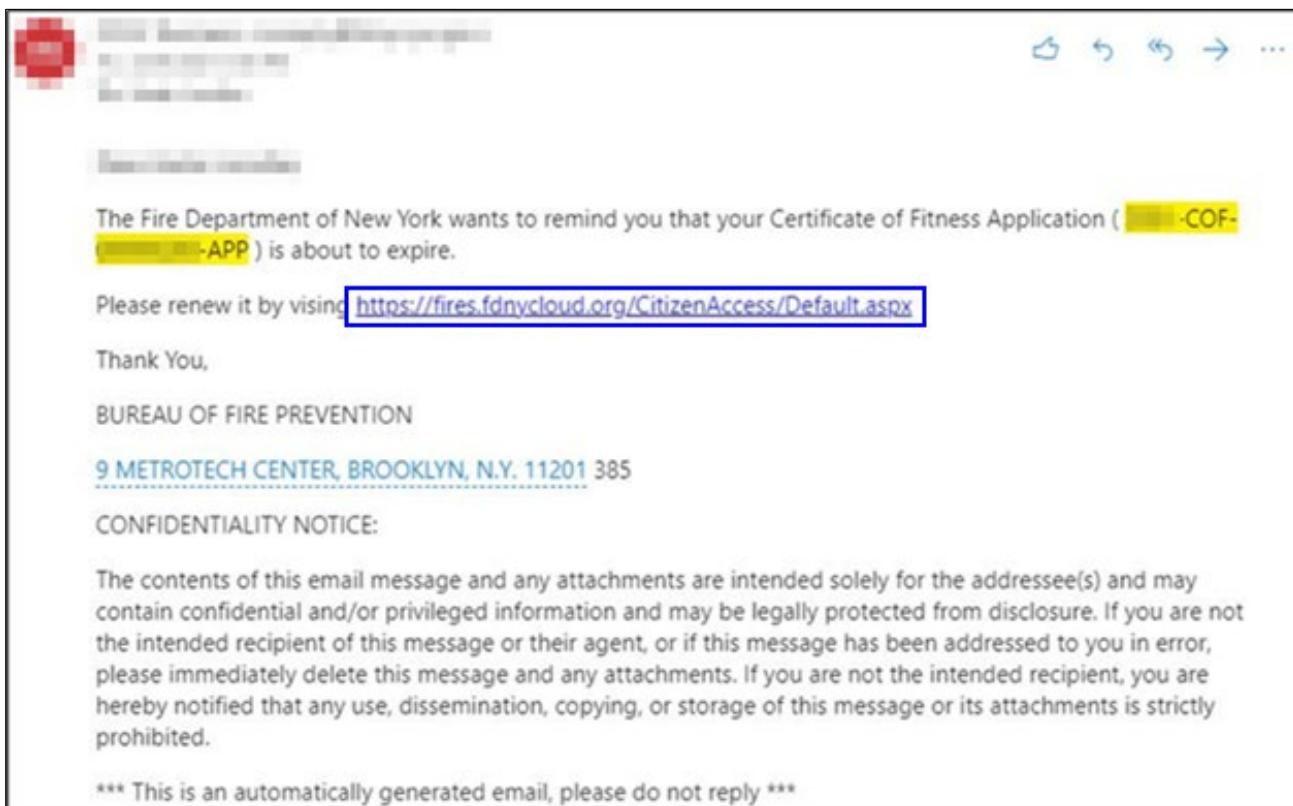 The Fire Department of New York wants to remind you that your Certificate of Fitness Application ( -COF-
-APP ) is about to expire.
Please renew it by vising https://fires.fdnycloud.org/CitizenAccess/Default.aspx
Thank You,
BUREAU OF FIRE PREVENTION
9 METROTECH CENTER, BROOKLYN, N.Y. 11201 385
CONFIDENTIALITY NOTICE:
The contents of this email message and any attachments are intended solely for the addressee(s) and may
contain confidential and/or privileged information and may be legally protected from disclosure. If you are not
the intended recipient of this message or their agent, or if this message has been addressed to you in error,
please immediately delete this message and any attachments. If you are not the intended recipient, you are
hereby notified that any use, dissemination, copying, or storage of this message or its attachments is strictly
prohibited.
*** This is an automatically generated email, please do not reply ***